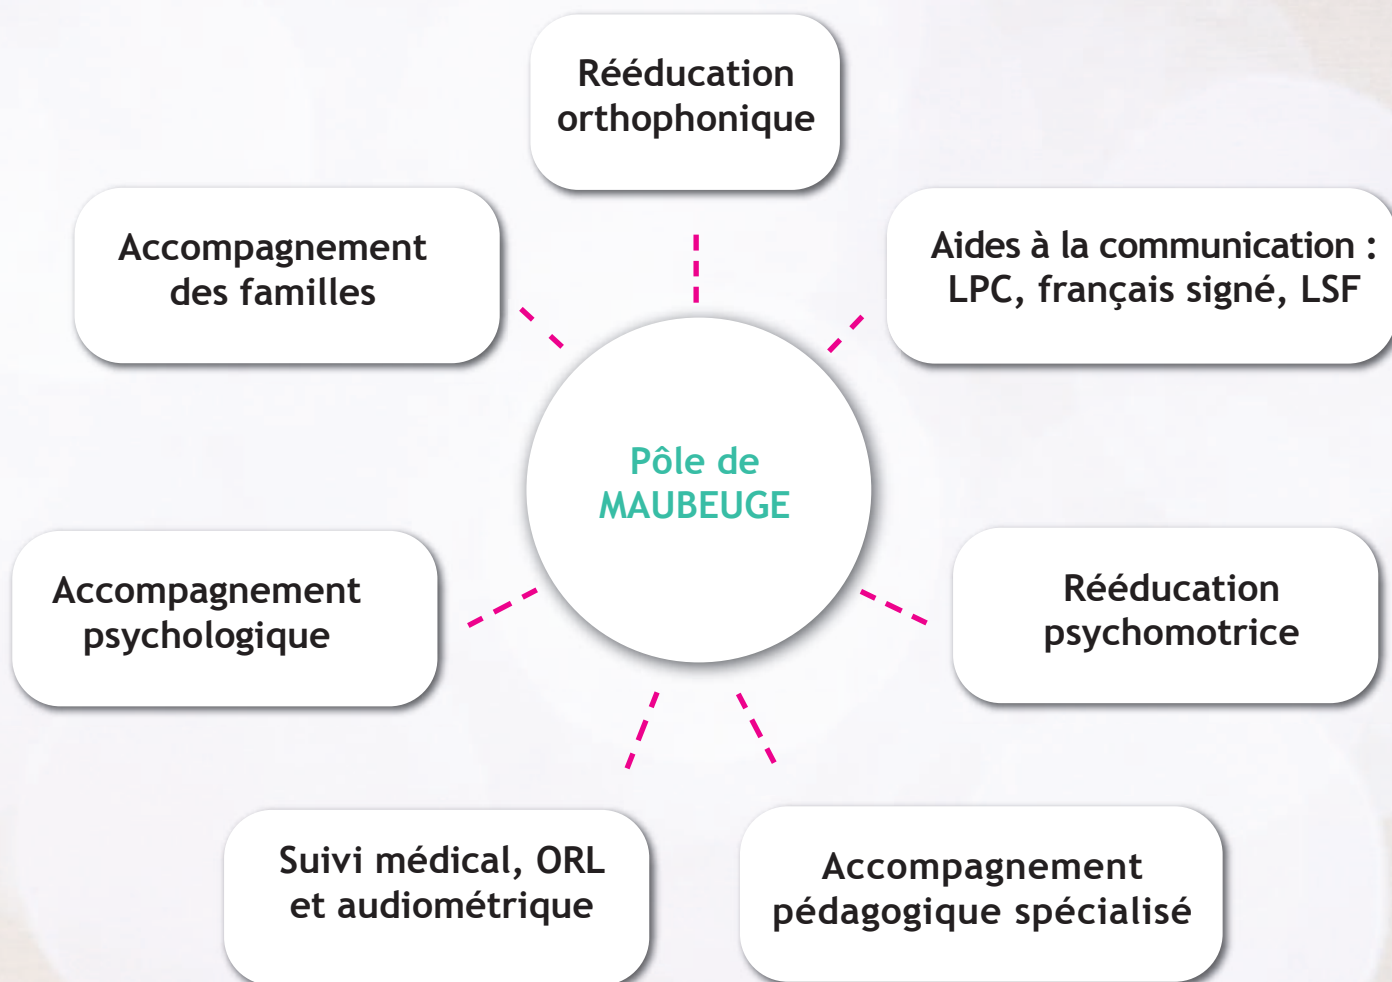 Rééducation
orthophonique
Accompagnement
des familles
Aides à la communication :
LPC, français signé, LSF
Pôle de
MAUBEUGE
Accompagnement
psychologique
Rééducation
psychomotrice
Suivi médical, ORL
et audiométrique
Accompagnement
pédagogique spécialisé